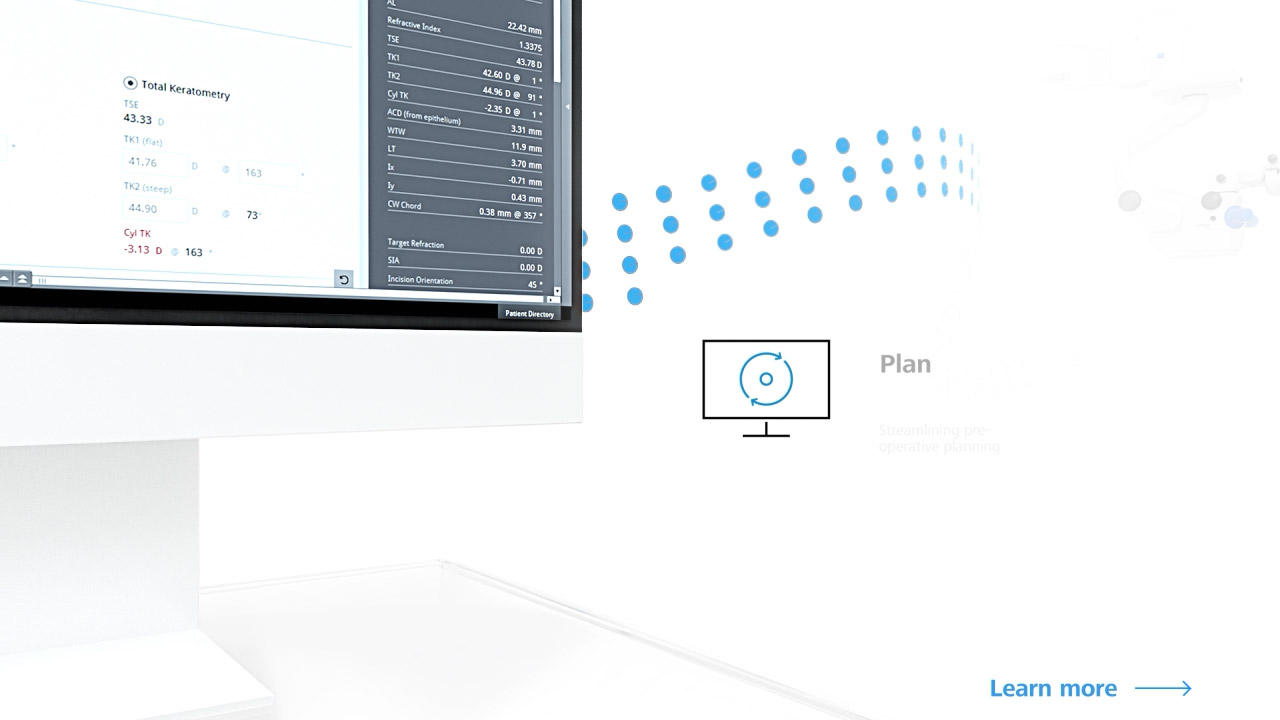 Total Keratometry
TSE
43.33 D
TK1 (flat)
41.76 D @ 163 °
TK2 (steep)
44.90 D @ 73°
Cyl TK
-3.13 D @ 163 °
AL 22.42 mm
Refractive Index 1.3375
TSE 43.78 D
TK1 42.60 D @ 1 °
TK2 44.96 D @ 91 °
Cyl TK -2.35 D @ 1 °
ACD (from epithelium) 3.31 mm
WTW 11.9 mm
LT 3.70 mm
Ix -0.71 mm
Iy 0.43 mm
CW Chord 0.38 mm @ 357 °
Target Refraction 0.00 D
SIA 0.00 D
Incision Orientation 45 °
Patient Directory
Plan
Streamlining pre-
operative planning
Learn more